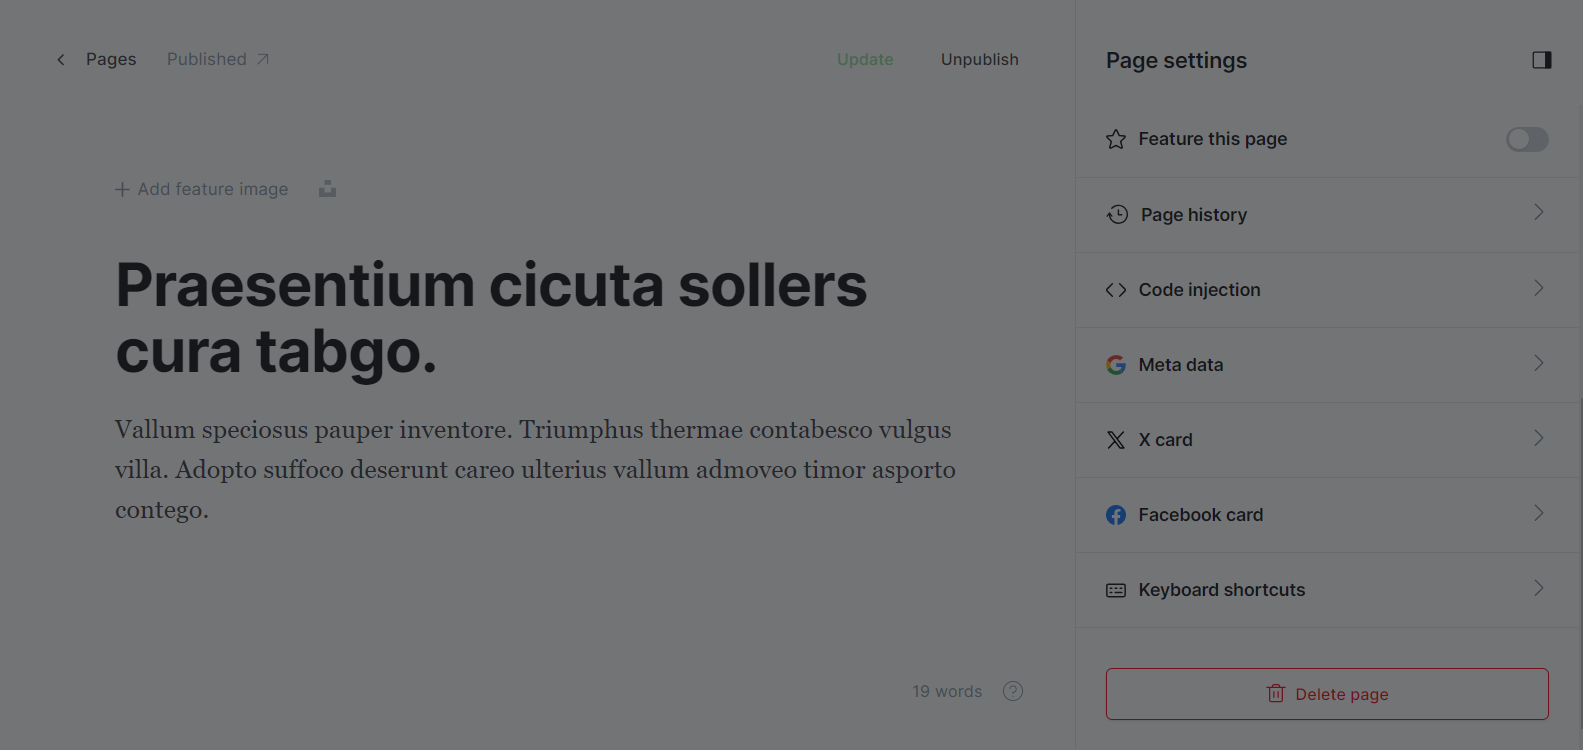 Pages
Published
Update
Unpublish
Add feature image
Praesentium cicuta sollers
cura tabgo.
Vallum speciosus pauper inventore. Triumphus thermae contabesco vulgus
villa. Adopto suffoco deserunt careo ulterius vallum admoveo timor asporto
contego.
19 words
?
Page settings
Feature this page
Page history
Code injection
Meta data
X card
Facebook card
Keyboard shortcuts
Delete page